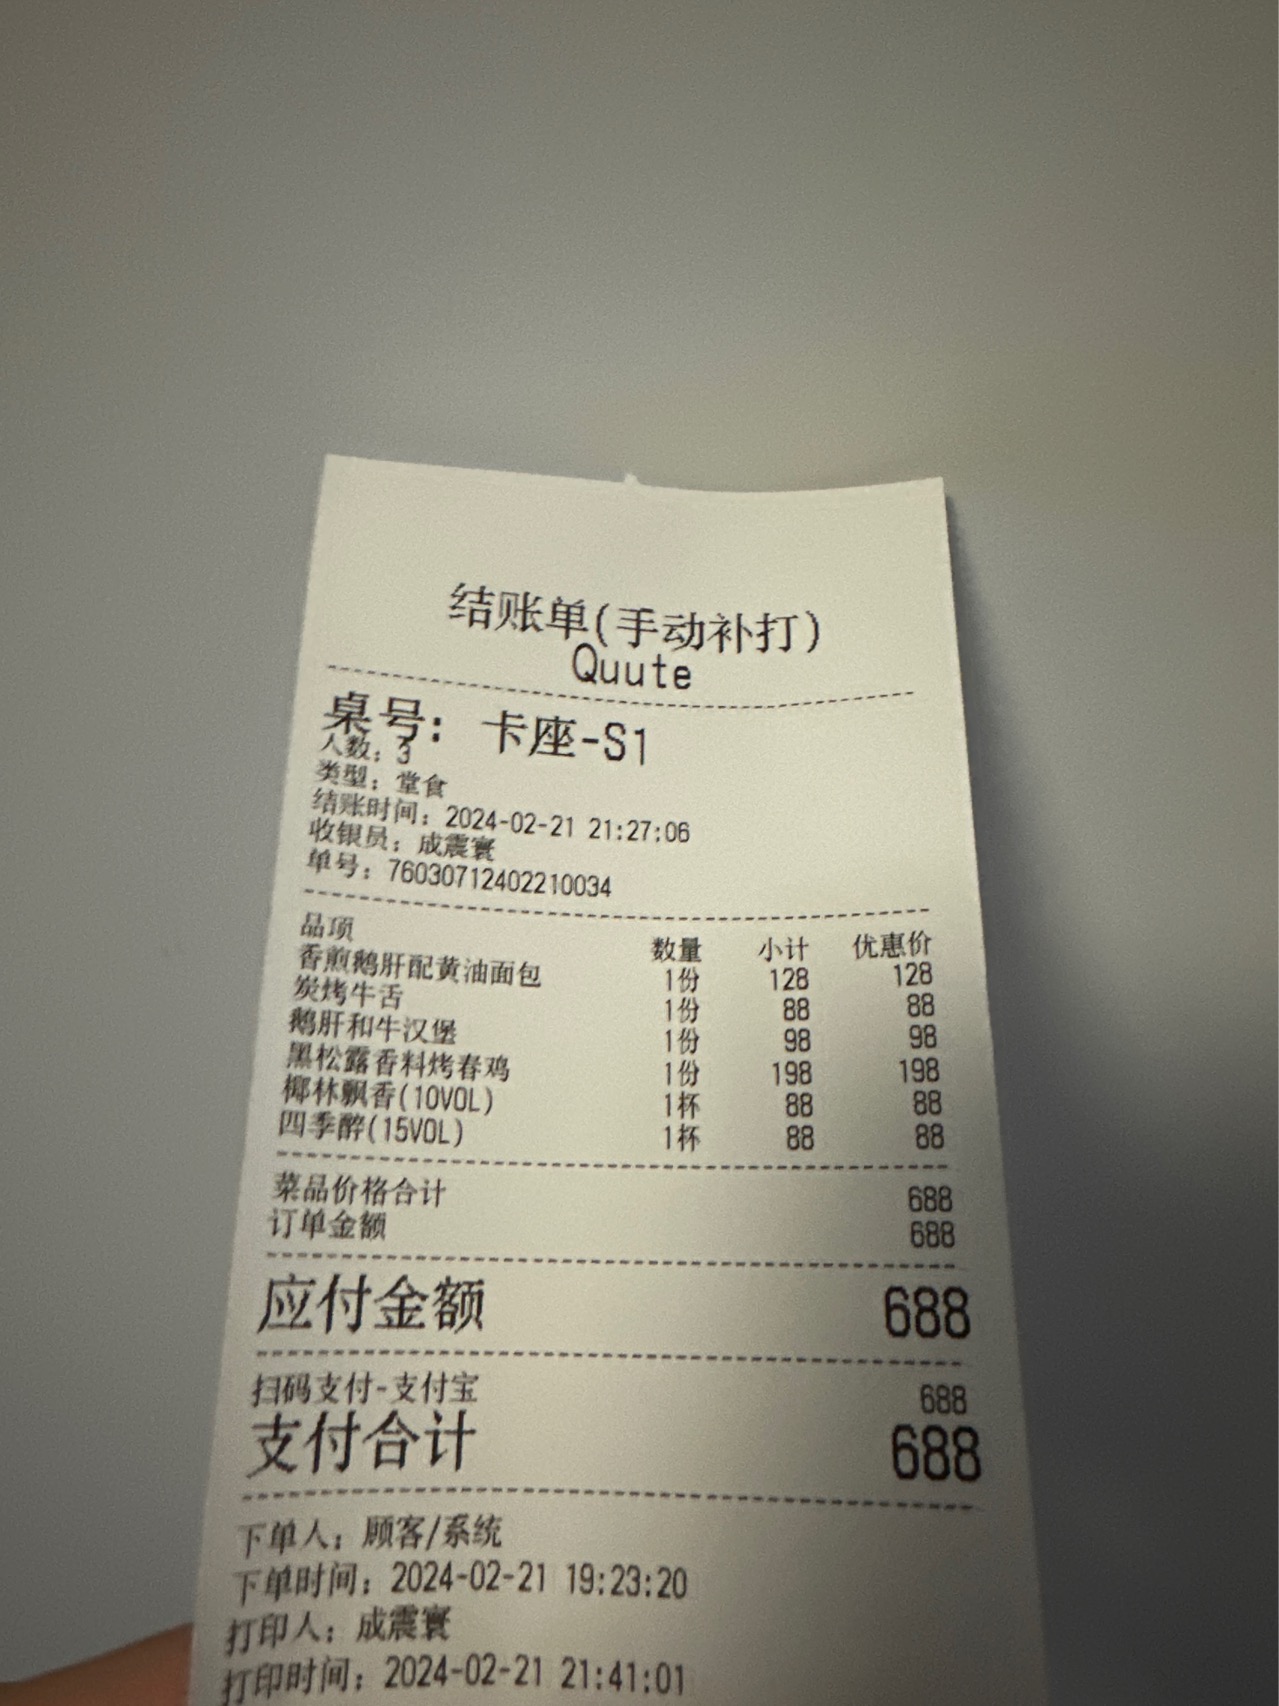 结账单(手动补打)
Quute
桌号: 卡座-S1
人数: 3
类型: 堂食
结账时间: 2024-02-21 21:27:06
收银员: 成震寰
单号: 76030712402210034
品项 数量 小计 优惠价
香煎鹅肝配黄油面包 1份 128 128
炭烤牛舌 1份 88 88
鹅肝和牛汉堡 1份 98 98
黑松露香料烤春鸡 1份 198 198
椰林飘香(10VOL) 1杯 88 88
四季醉(15VOL) 1杯 88 88
菜品价格合计 688
订单金额 688
应付金额 688
扫码支付-支付宝 688
支付合计 688
下单人: 顾客/系统
下单时间: 2024-02-21 19:23:20
打印人: 成震寰
打印时间: 2024-02-21 21:41:01